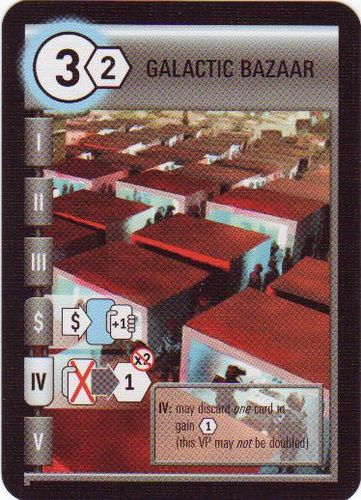 3 2 GALACTIC BAZAAR
I
II
III
$ $ +1
IV 1 x2
IV: may discard one card to
gain 1
(this VP may not be doubled)
V